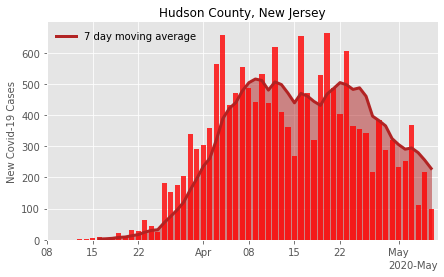 Hudson County, New Jersey
7 day moving average
New Covid-19 Cases
600
500
400
300
200
100
0
08 15 22 Apr 08 15 22 May
2020-May